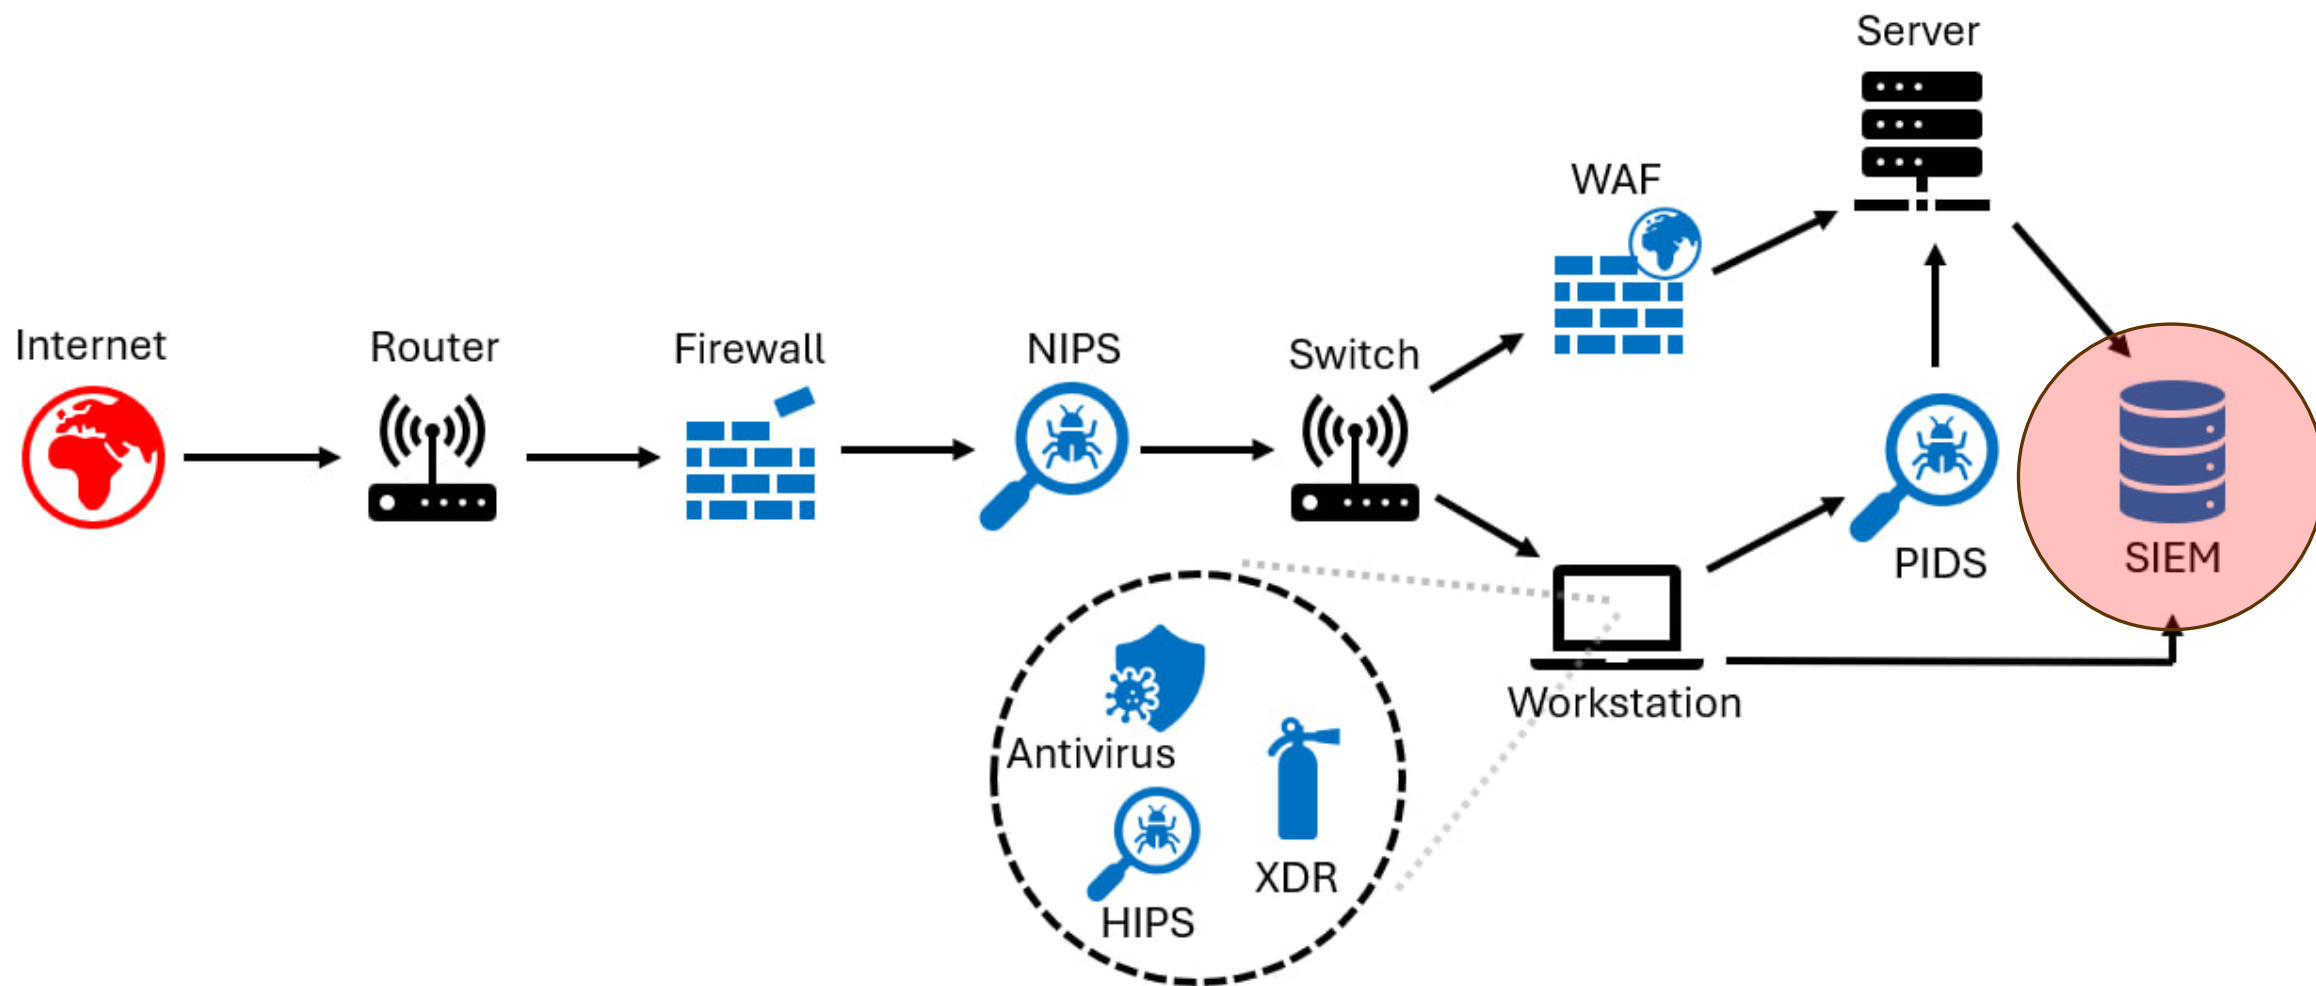 Server
WAF
Internet
Router
Firewall
NIPS
Switch
PIDS
SIEM
Workstation
Antivirus
XDR
HIPS